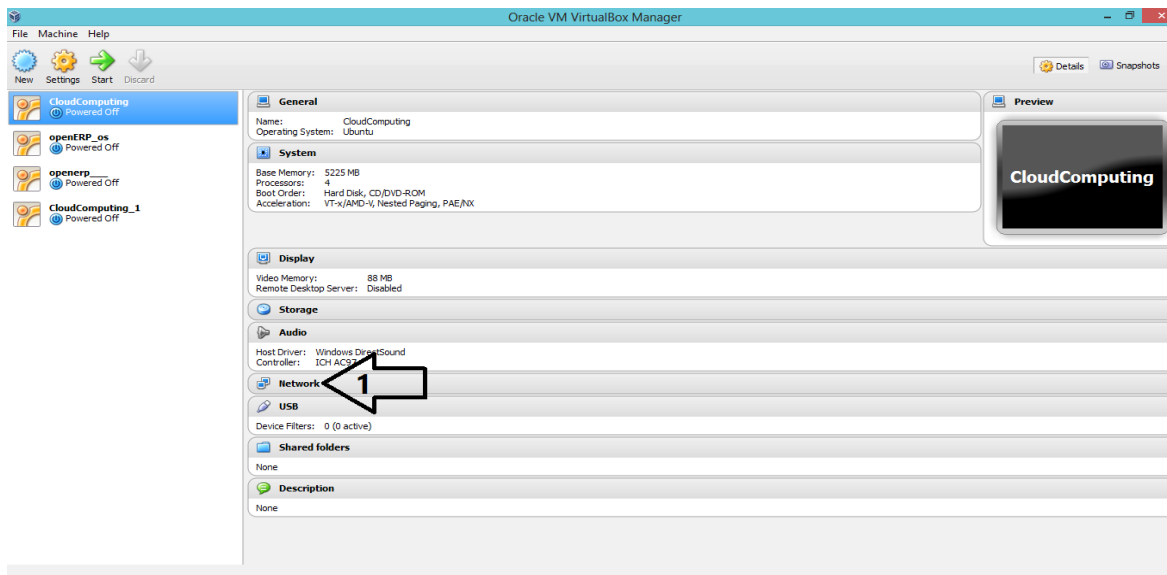 Oracle VM VirtualBox Manager
File Machine Help
New Settings Start Discard
Details Snapshots
CloudComputing
Powered Off
openERP_os
Powered Off
openerp___
Powered Off
CloudComputing_1
Powered Off
General
Name: CloudComputing
Operating System: Ubuntu
System
Base Memory: 5225 MB
Processors: 4
Boot Order: Hard Disk, CD/DVD-ROM
Acceleration: VT-x/AMD-V, Nested Paging, PAE/NX
Preview
CloudComputing
Display
Video Memory: 88 MB
Remote Desktop Server: Disabled
Storage
Audio
Host Driver: Windows DirectSound
Controller: ICH AC97
Network 1
USB
Device Filters: 0 (0 active)
Shared folders
None
Description
None